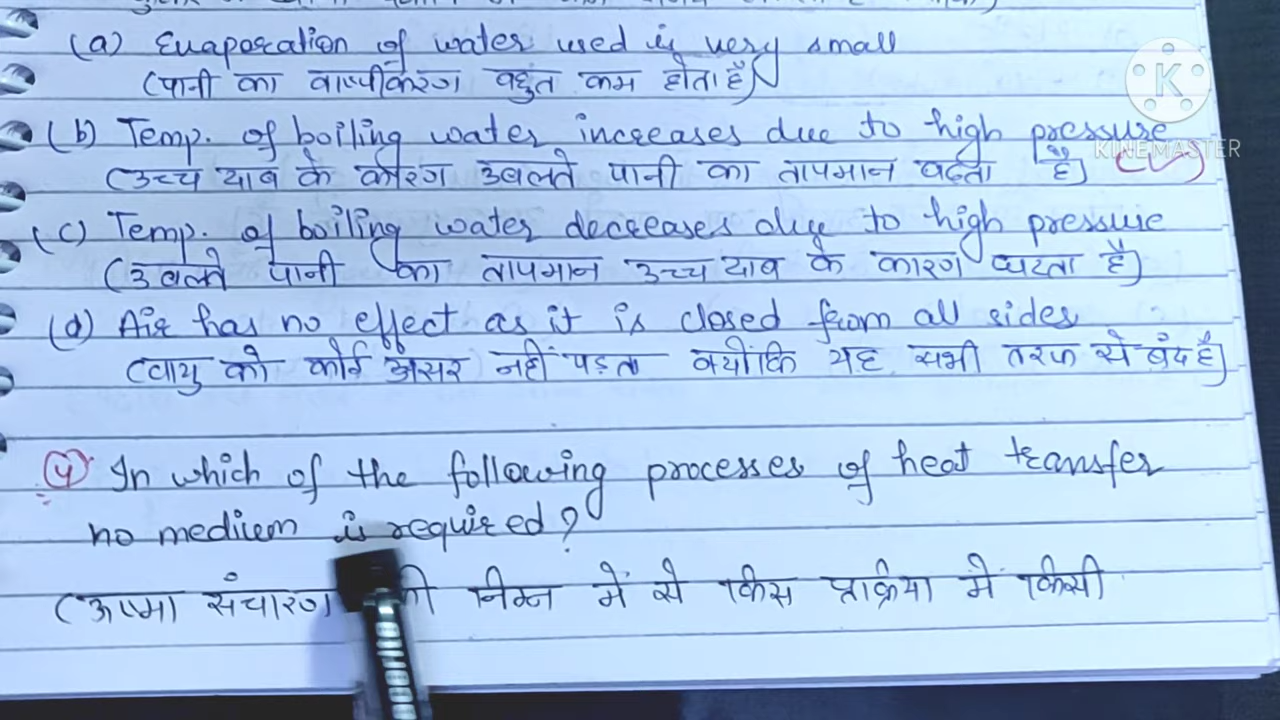 (a) Evaporation of water used is very small
(पानी का वाष्पीकरण बहुत कम होता है)
(b) Temp. of boiling water increases due to high pressure
(उच्च दाब के कारण उबलते पानी का तापमान बढ़ता है)
(c) Temp. of boiling water decreases due to high pressure
(उबलते पानी का तापमान उच्च दाब के कारण घटता है)
(d) Air has no effect as it is closed from all sides
(वायु को कोई असर नहीं पड़ता क्योंकि यह सभी तरफ से बंद है)
In which of the following processes of heat transfer
no medium is required?
(ऊष्मा संचारण की निम्न में से किस प्रक्रिया में किसी
K
KINEMASTER